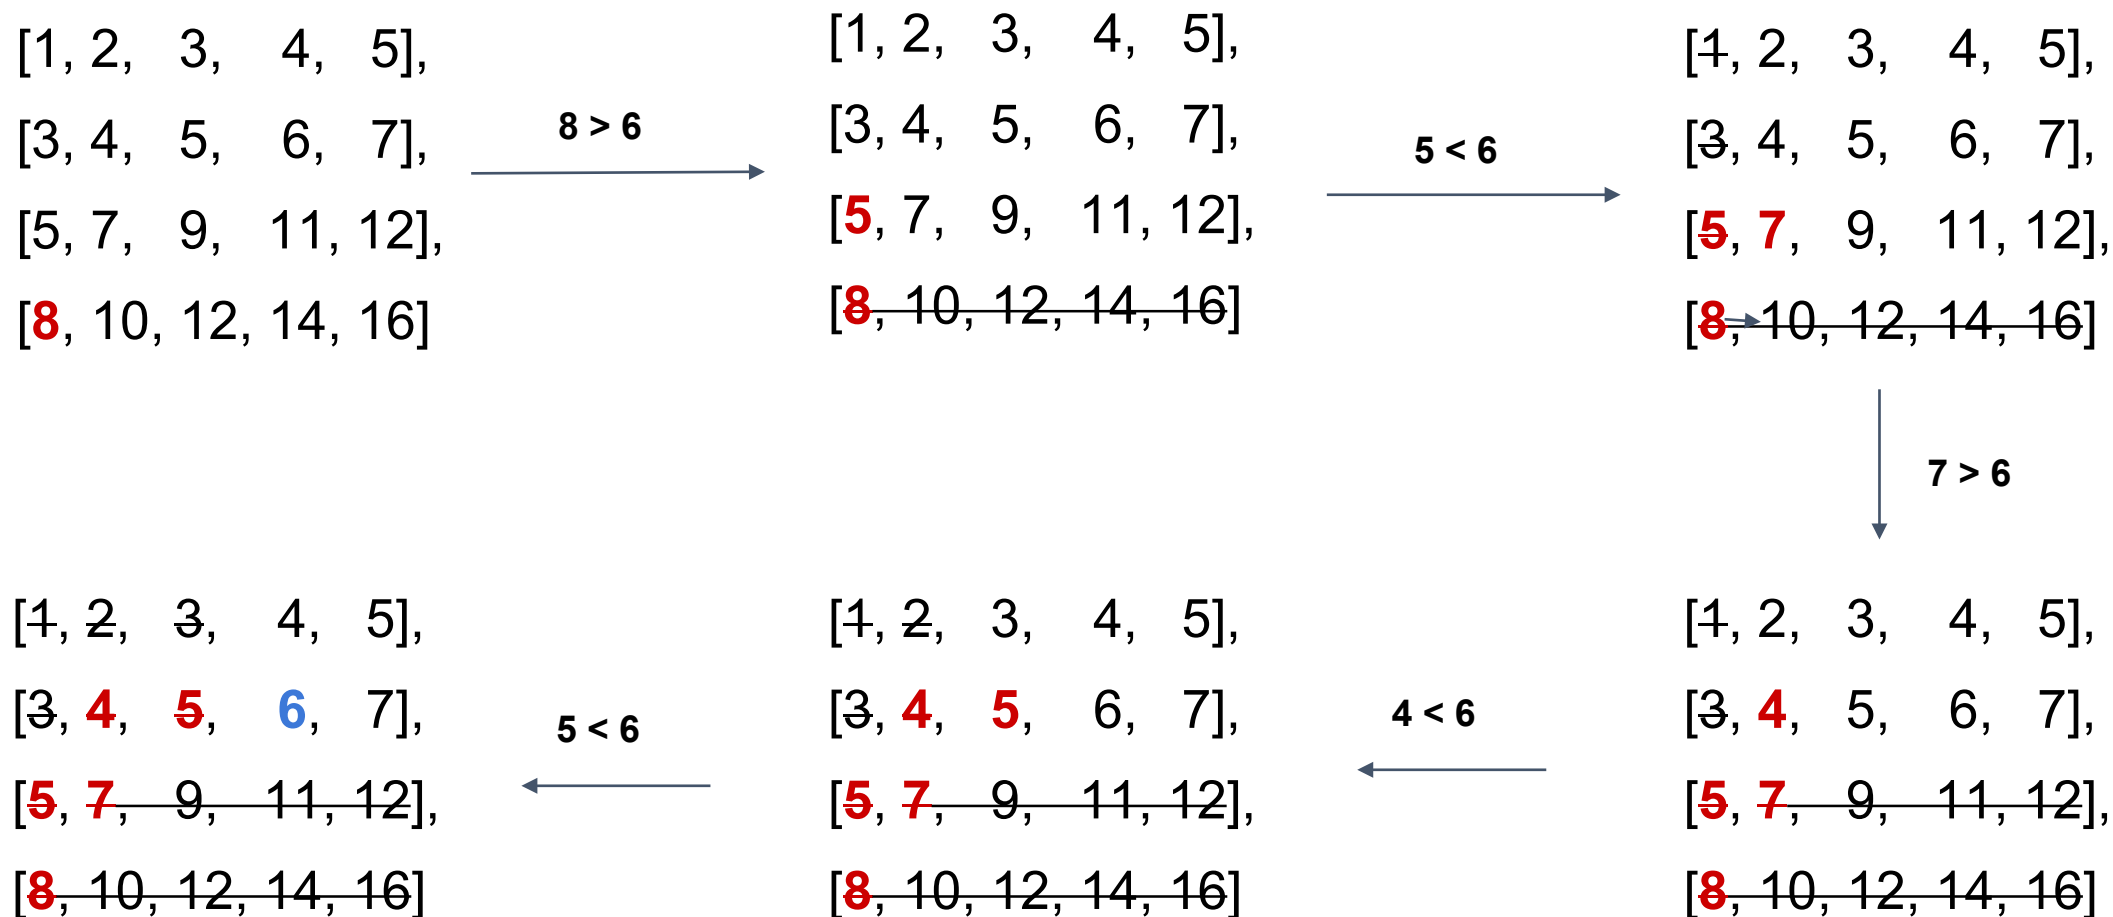 [1, 2, 3, 4, 5],
[3, 4, 5, 6, 7],
[5, 7, 9, 11, 12],
[8, 10, 12, 14, 16]
8 > 6
[1, 2, 3, 4, 5],
[3, 4, 5, 6, 7],
[5, 7, 9, 11, 12],
[8, 10, 12, 14, 16]
5 < 6
[1, 2, 3, 4, 5],
[3, 4, 5, 6, 7],
[5, 7, 9, 11, 12],
[8, 10, 12, 14, 16]
7 > 6
[1, 2, 3, 4, 5],
[3, 4, 5, 6, 7],
[5, 7, 9, 11, 12],
[8, 10, 12, 14, 16]
4 < 6
[1, 2, 3, 4, 5],
[3, 4, 5, 6, 7],
[5, 7, 9, 11, 12],
[8, 10, 12, 14, 16]
5 < 6
[1, 2, 3, 4, 5],
[3, 4, 5, 6, 7],
[5, 7, 9, 11, 12],
[8, 10, 12, 14, 16]